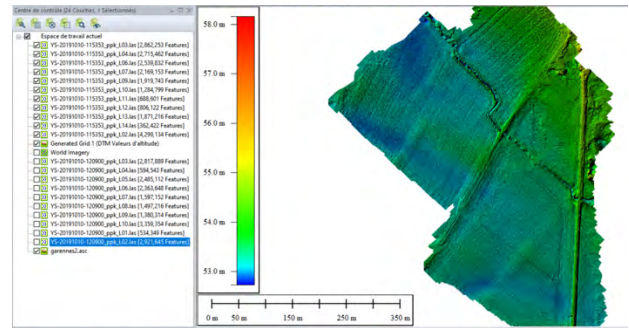 Centre de contrôle (24 Couches, 1 Sélectionnés)
Espace de travail actuel
YS-20191010-115353_ppk_L03.las [2,862,253 Features]
YS-20191010-115353_ppk_L04.las [2,715,462 Features]
YS-20191010-115353_ppk_L06.las [2,539,832 Features]
YS-20191010-115353_ppk_L07.las [2,169,153 Features]
YS-20191010-115353_ppk_L09.las [1,919,743 Features]
YS-20191010-115353_ppk_L10.las [1,284,799 Features]
YS-20191010-115353_ppk_L11.las [688,601 Features]
YS-20191010-115353_ppk_L12.las [806,122 Features]
YS-20191010-115353_ppk_L13.las [1,871,216 Features]
YS-20191010-115353_ppk_L14.las [362,422 Features]
YS-20191010-115353_ppk_L02.las [4,299,134 Features]
Generated Grid 1 (DTM Valeurs d'altitude)
World Imagery
YS-20191010-120900_ppk_L03.las [2,817,089 Features]
YS-20191010-120900_ppk_L04.las [594,543 Features]
YS-20191010-120900_ppk_L05.las [2,485,112 Features]
YS-20191010-120900_ppk_L06.las [2,363,648 Features]
YS-20191010-120900_ppk_L07.las [1,597,152 Features]
YS-20191010-120900_ppk_L08.las [1,497,216 Features]
YS-20191010-120900_ppk_L09.las [1,380,314 Features]
YS-20191010-120900_ppk_L10.las [3,359,354 Features]
YS-20191010-120900_ppk_L01.las [534,349 Features]
YS-20191010-120900_ppk_L02.las [2,921,645 Features]
garennes2.asc
58.0 m
57.0 m
56.0 m
55.0 m
54.0 m
53.0 m
0 m 50 m 150 m 250 m 350 m